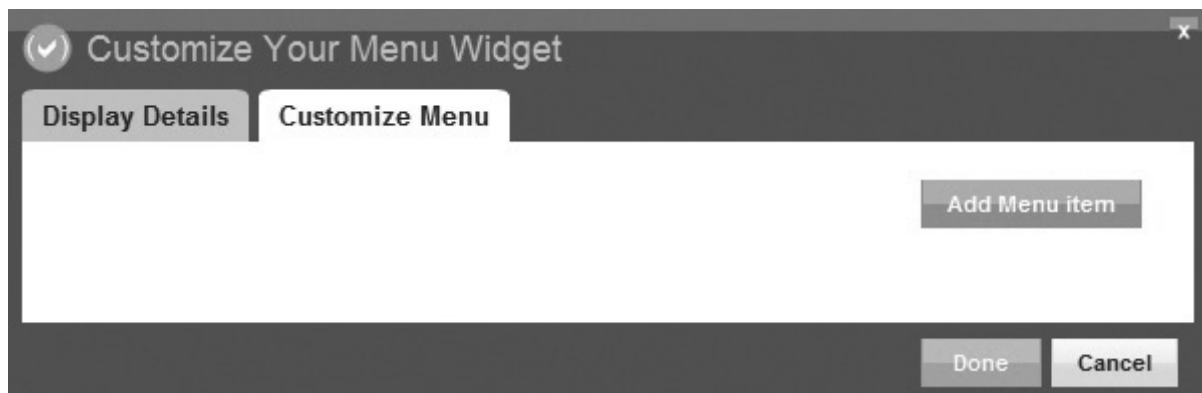 Customize Your Menu Widget
x
Display Details
Customize Menu
Add Menu item
Done
Cancel